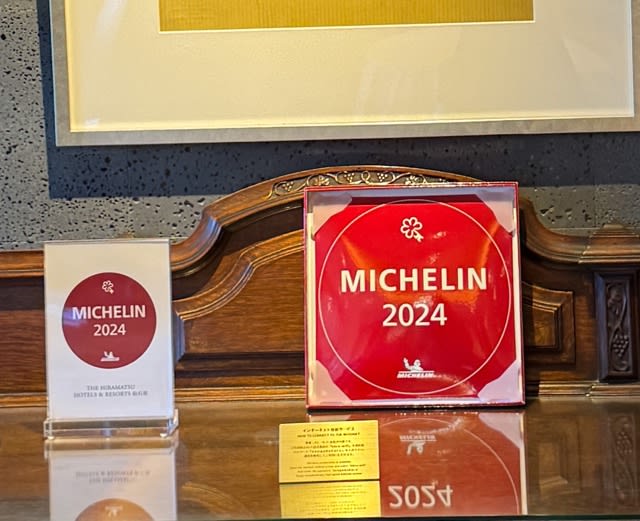 MICHELIN
2024
THE HIRAMATSU
HOTELS & RESORTS 仙石原
MICHELIN
2024
MICHELIN
インターネット接続サービス
HOW TO CONNECT TO THE INTERNET